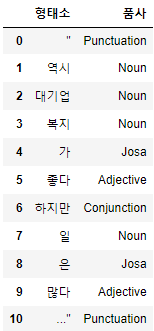 형태소 품사
0 " Punctuation
1 역시 Noun
2 대기업 Noun
3 복지 Noun
4 가 Josa
5 좋다 Adjective
6 하지만 Conjunction
7 일 Noun
8 은 Josa
9 많다 Adjective
10 ..." Punctuation